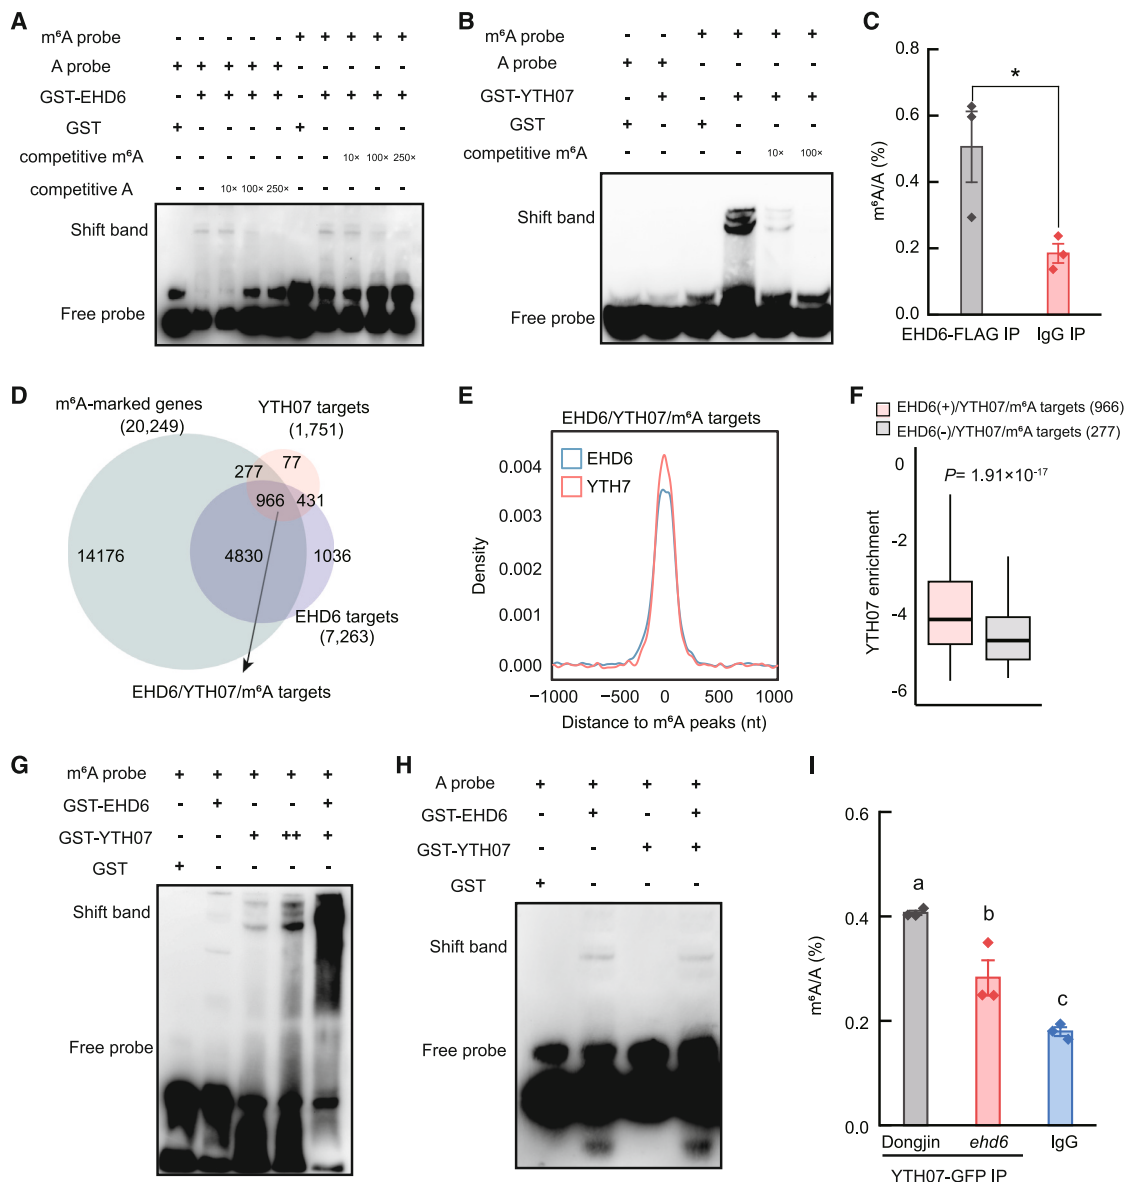 A
m⁶A probe - - - - - + + + + +
A probe + + + + + - - - - -
GST-EHD6 - + + + + - + + + +
GST + - - - - + - - - -
competitive m⁶A - - - - - - - 10× 100× 250×
competitive A - - 10× 100× 250× - - - - -
Shift band
Free probe
B
m⁶A probe - - + + + +
A probe + + - - - -
GST-YTH07 - + - + + +
GST + - + - - -
competitive m⁶A - - - - 10× 100×
Shift band
Free probe
C
m⁶A/A (%)
0.8
0.6
0.4
0.2
0.0
*
EHD6-FLAG IP IgG IP
D
m⁶A-marked genes
(20,249)
YTH07 targets
(1,751)
277 77
966 431
14176 4830 1036
EHD6 targets
(7,263)
EHD6/YTH07/m⁶A targets
E
EHD6/YTH07/m⁶A targets
EHD6
YTH7
Density
0.004
0.003
0.002
0.001
0.000
−1000 −500 0 500 1000
Distance to m⁶A peaks (nt)
F
EHD6(+)/YTH07/m⁶A targets (966)
EHD6(-)/YTH07/m⁶A targets (277)
P= 1.91×10⁻¹⁷
YTH07 enrichment
0
-2
-4
-6
G
m⁶A probe + + + + +
GST-EHD6 - + - - +
GST-YTH07 - - + ++ +
GST + - - - -
Shift band
Free probe
H
A probe + + + +
GST-EHD6 - + - +
GST-YTH07 - - + +
GST + - - -
Shift band
Free probe
I
m⁶A/A (%)
0.6
0.4
0.2
0.0
a
b
c
Dongjin ehd6 IgG
YTH07-GFP IP